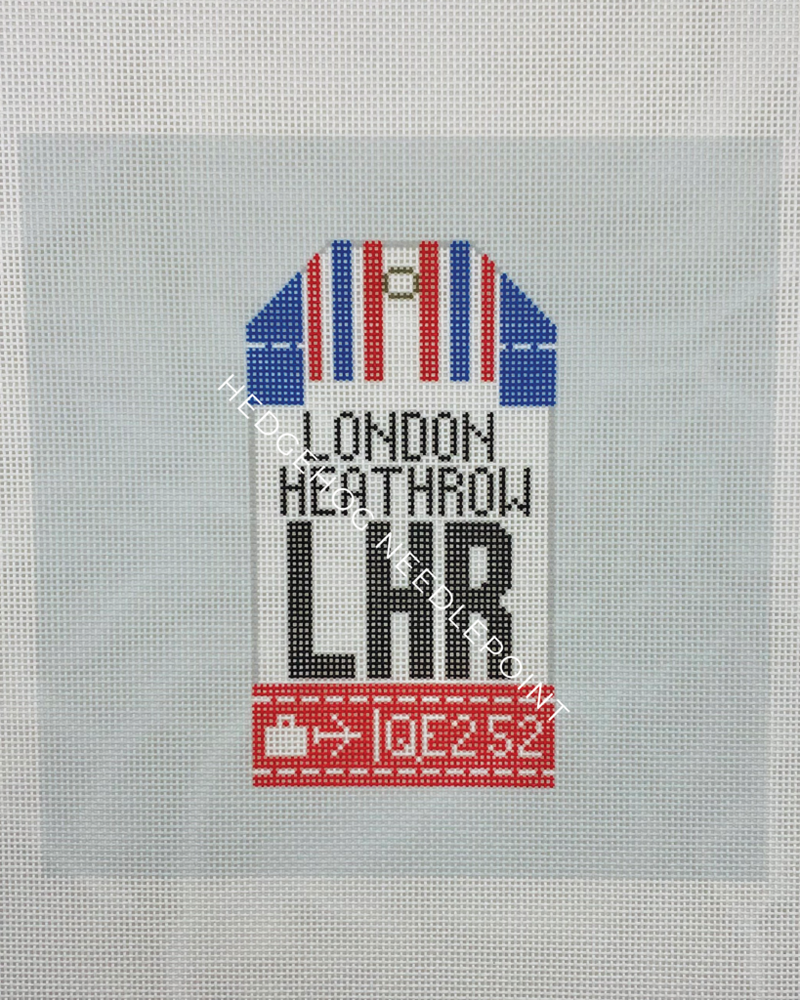 LONDON
HEATHROW
LHR
QE252
HEDGEHOG NEEDLEPOINT